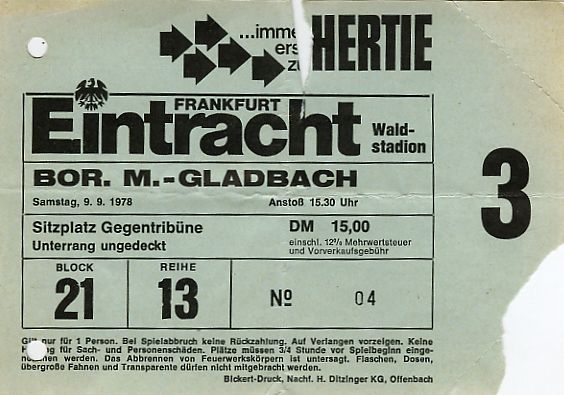 ...imme
ers
zu
HERTIE
FRANKFURT
Eintracht
Wald-
stadion
BOR. M.-GLADBACH
Samstag, 9. 9. 1978 Anstoß 15.30 Uhr
3
Sitzplatz Gegentribüne DM 15,00
Unterrang ungedeckt
einschl. 12% Mehrwertsteuer
und Vorverkaufsgebühr
BLOCK REIHE
21 13 Nº 04
nur für 1 Person. Bei Spielabbruch keine Rückzahlung. Auf Verlangen vorzeigen. Keine
für Sach- und Personenschäden. Plätze müssen 3/4 Stunde vor Spielbeginn einge-
werden. Das Abbrennen von Feuerwerkskörpern ist untersagt. Flaschen, Dosen,
übergroße Fahnen und Transparente dürfen nicht mitgebracht werden.
Bickert-Druck, Nachf. H. Ditzinger KG, Offenbach